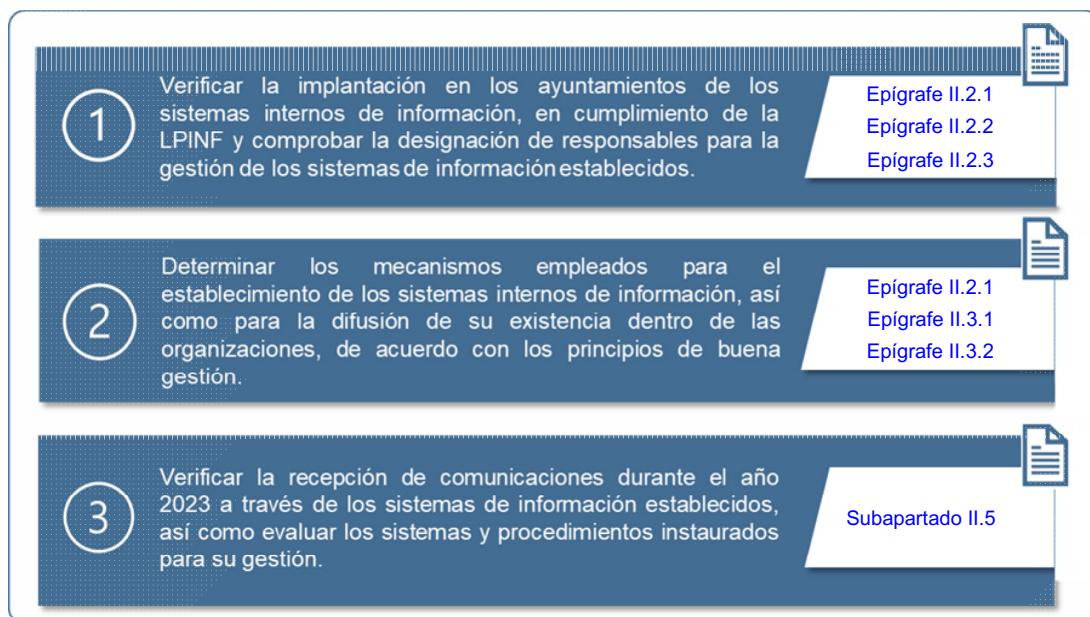 1
Verificar la implantación en los ayuntamientos de los
sistemas internos de información, en cumplimiento de la
LPINF y comprobar la designación de responsables para la
gestión de los sistemas de información establecidos.
Epígrafe II.2.1
Epígrafe II.2.2
Epígrafe II.2.3
2
Determinar los mecanismos empleados para el
establecimiento de los sistemas internos de información, así
como para la difusión de su existencia dentro de las
organizaciones, de acuerdo con los principios de buena
gestión.
Epígrafe II.2.1
Epígrafe II.3.1
Epígrafe II.3.2
3
Verificar la recepción de comunicaciones durante el año
2023 a través de los sistemas de información establecidos,
así como evaluar los sistemas y procedimientos instaurados
para su gestión.
Subapartado II.5